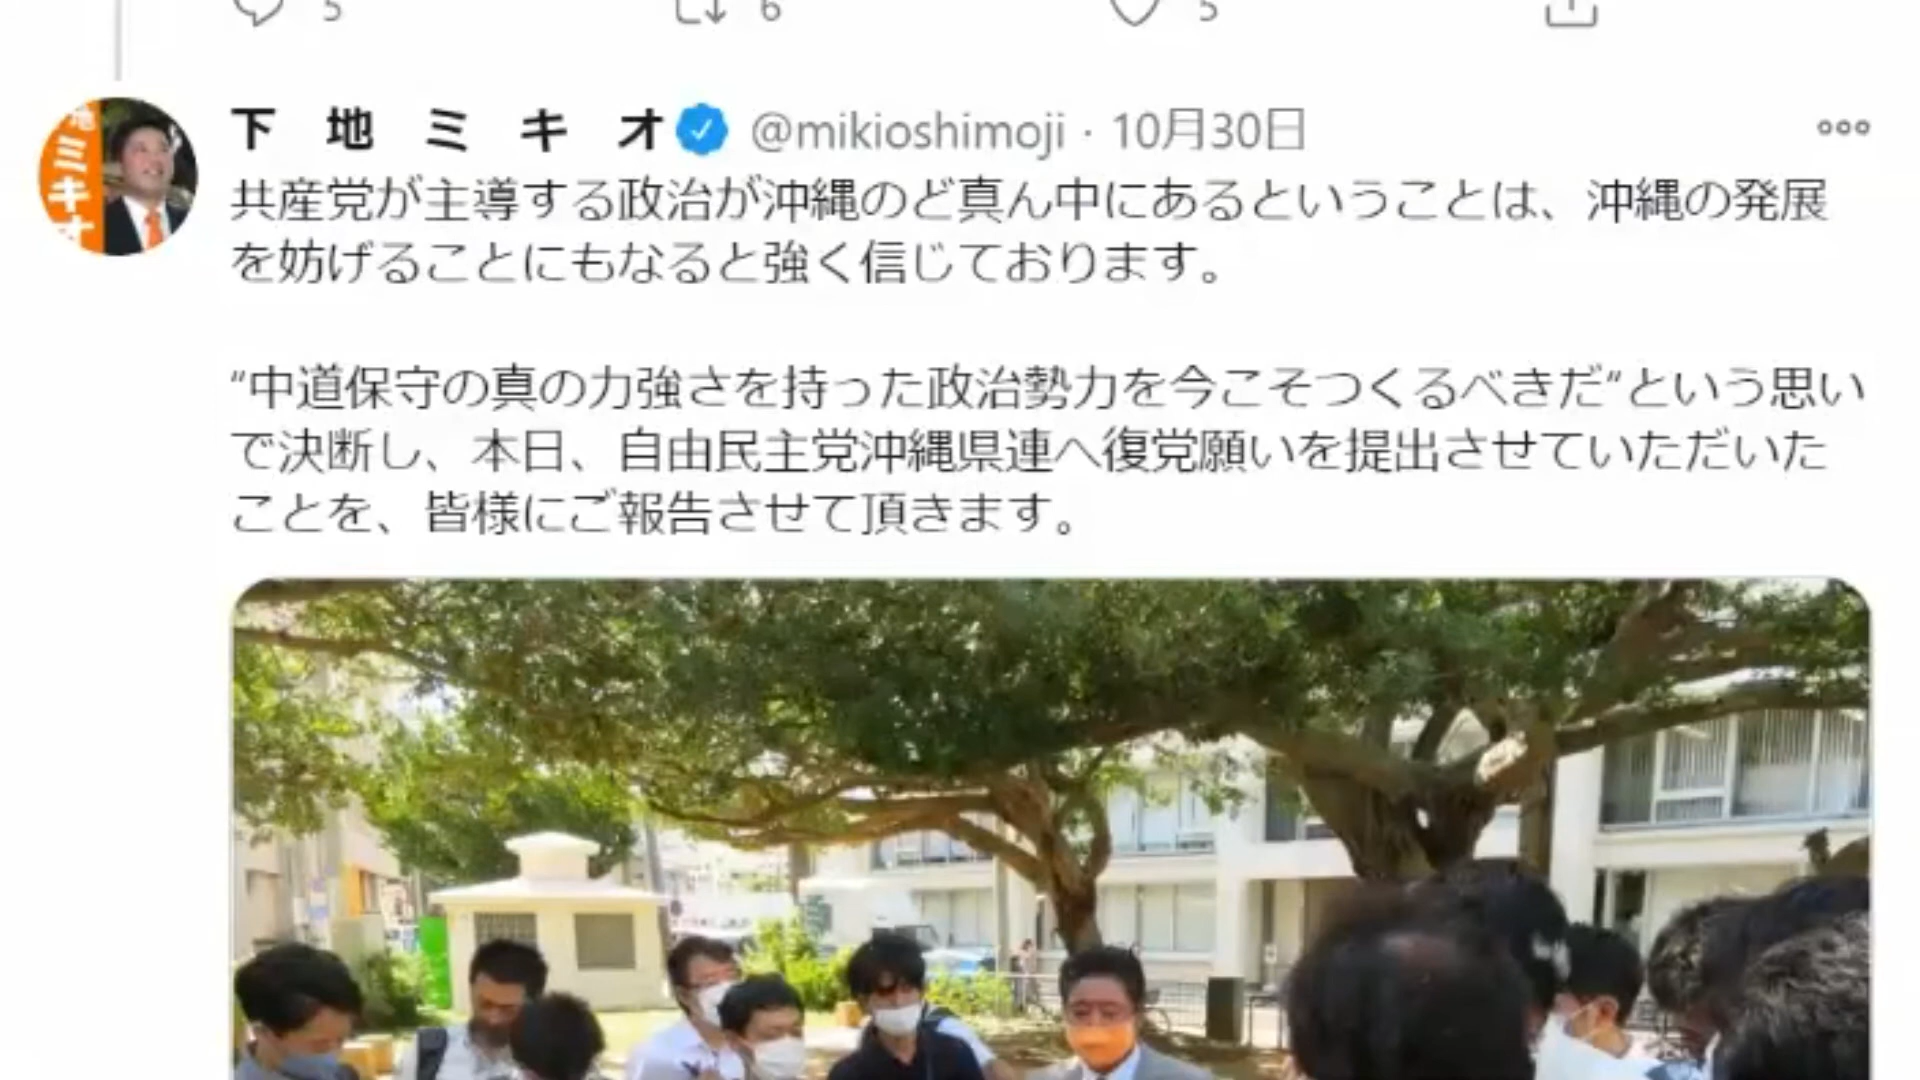 5 6 5
下 地 ミ キ オ @mikioshimoji · 10月30日
地ミキオ
共産党が主導する政治が沖縄のど真ん中にあるということは、沖縄の発展
を妨げることにもなると強く信じております。
“中道保守の真の力強さを持った政治勢力を今こそつくるべきだ”という思い
で決断し、本日、自由民主党沖縄県連へ復党願いを提出させていただいた
ことを、皆様にご報告させて頂きます。